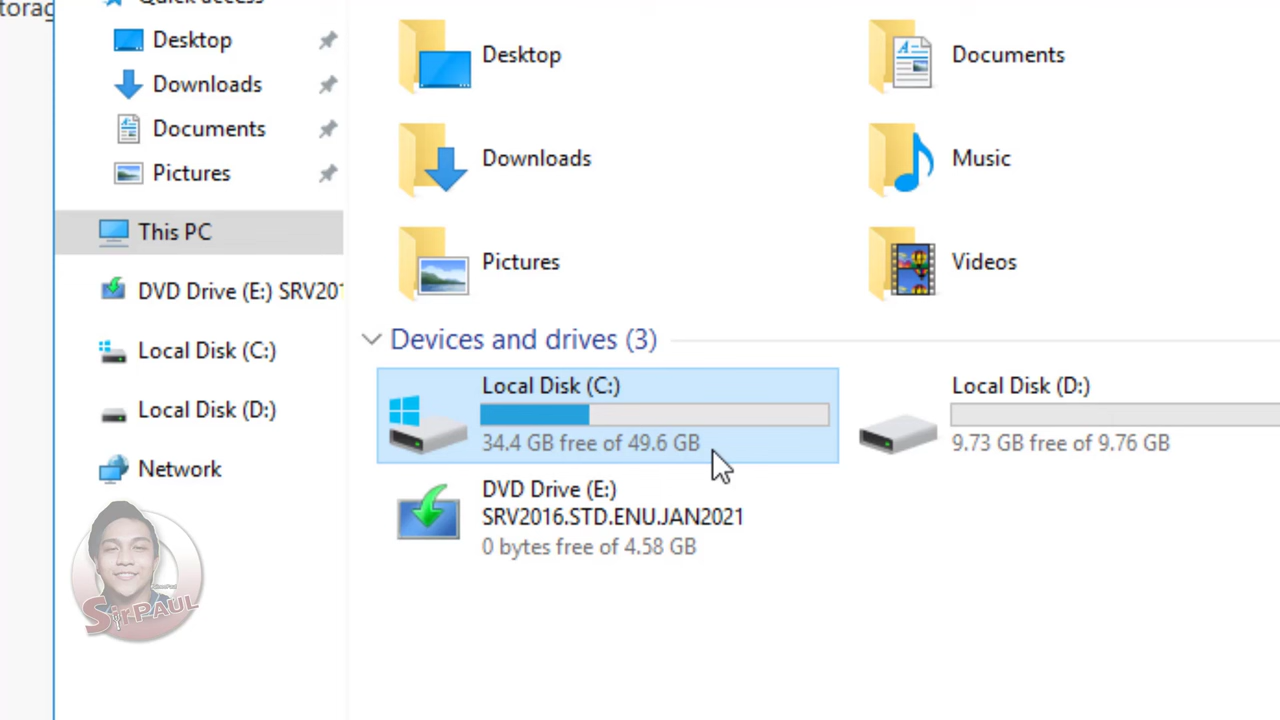 torag
Quick access
Desktop
Downloads
Documents
Pictures
This PC
DVD Drive (E:) SRV201
Local Disk (C:)
Local Disk (D:)
Network
Desktop
Documents
Downloads
Music
Pictures
Videos
Devices and drives (3)
Local Disk (C:)
34.4 GB free of 49.6 GB
Local Disk (D:)
9.73 GB free of 9.76 GB
DVD Drive (E:)
SRV2016.STD.ENU.JAN2021
0 bytes free of 4.58 GB
SirPAUL